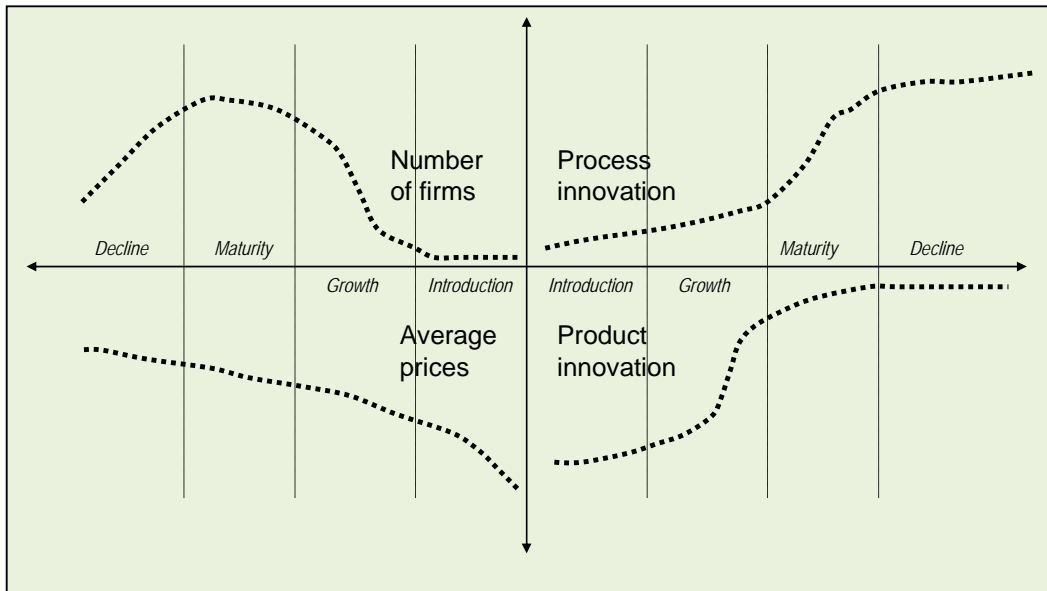 Number
of firms
Process
innovation
Decline
Maturity
Maturity
Decline
Growth
Introduction
Introduction
Growth
Average
prices
Product
innovation